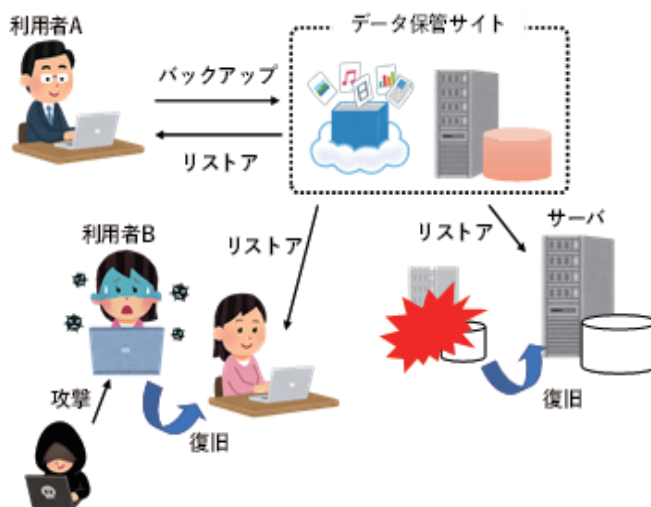 利用者A
データ保管サイト
バックアップ
リストア
利用者B
リストア
リストア
サーバ
攻撃
復旧
復旧